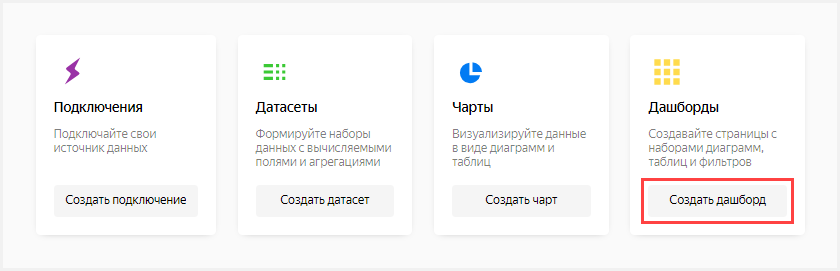 Подключения
Подключайте свои
источник данных
Создать подключение
Датасеты
Формируйте наборы
данных с вычисляемыми
полями и агрегациями
Создать датасет
Чарты
Визуализируйте данные
в виде диаграмм и
таблиц
Создать чарт
Дашборды
Создавайте страницы с
наборами диаграмм,
таблиц и фильтров
Создать дашборд